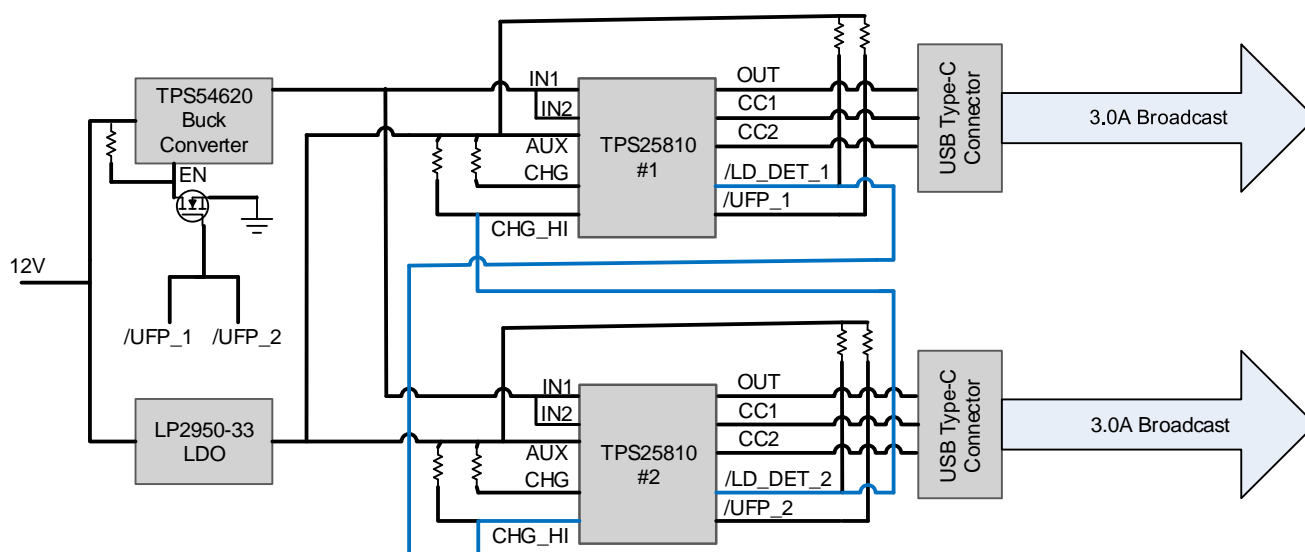 12V
TPS54620
Buck
Converter
EN
/UFP_1
/UFP_2
LP2950-33
LDO
IN1
IN2
AUX
CHG
CHG_HI
TPS25810
#1
OUT
CC1
CC2
/LD_DET_1
/UFP_1
USB Type-C
Connector
3.0A Broadcast
IN1
IN2
AUX
CHG
CHG_HI
TPS25810
#2
OUT
CC1
CC2
/LD_DET_2
/UFP_2
USB Type-C
Connector
3.0A Broadcast